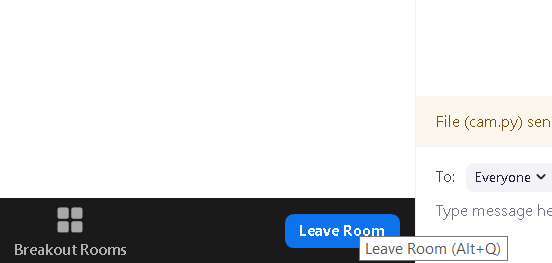 File (cam.py) sen
To: Everyone
Type message he
Breakout Rooms
Leave Room
Leave Room (Alt+Q)